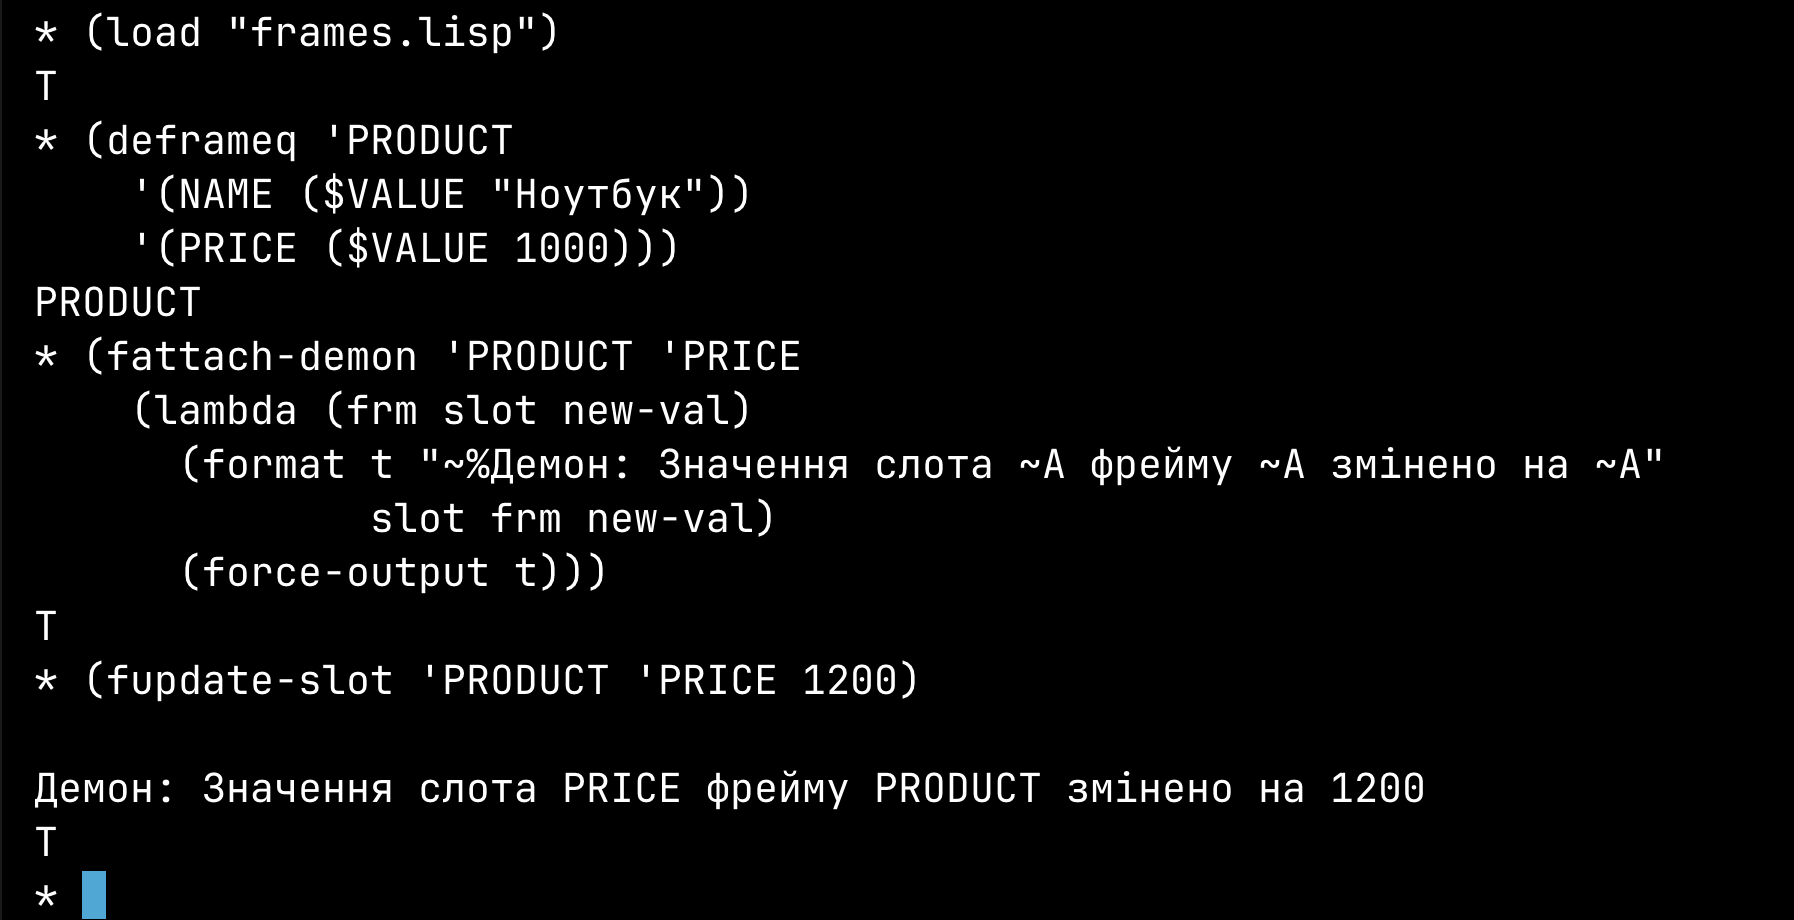 * (load "frames.lisp")
T
* (deframeq 'PRODUCT
    '(NAME ($VALUE "Ноутбук"))
    '(PRICE ($VALUE 1000)))
PRODUCT
* (fattach-demon 'PRODUCT 'PRICE
    (lambda (frm slot new-val)
      (format t "~%Демон: Значення слота ~A фрейму ~A змінено на ~A"
              slot frm new-val)
      (force-output t)))
T
* (fupdate-slot 'PRODUCT 'PRICE 1200)

Демон: Значення слота PRICE фрейму PRODUCT змінено на 1200
T
*